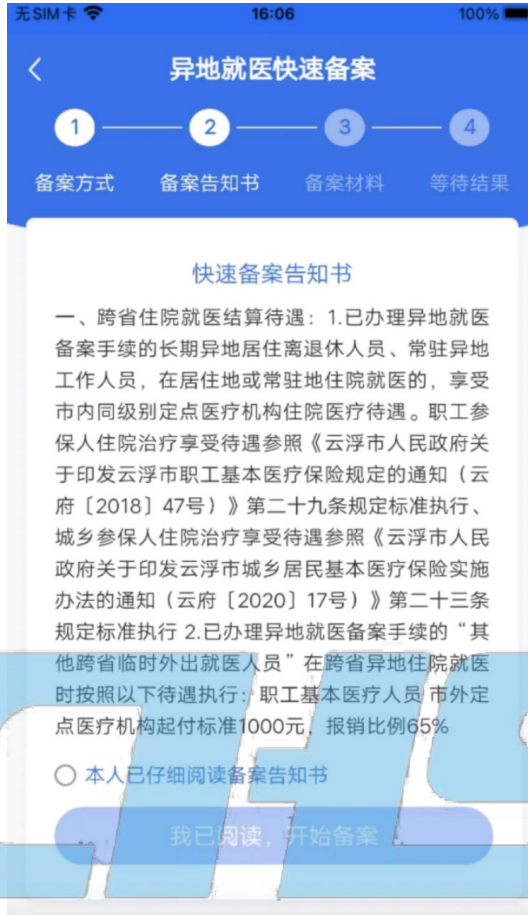 无SIM卡 16:06 100%
异地就医快速备案
1 2 3 4
备案方式 备案告知书 备案材料 等待结果
快速备案告知书
一、跨省住院就医结算待遇：1.已办理异地就医
备案手续的长期异地居住离退休人员、常驻异地
工作人员，在居住地或常驻地住院就医的，享受
市内同级别定点医疗机构住院医疗待遇。职工参
保人住院治疗享受待遇参照《云浮市人民政府关
于印发云浮市职工基本医疗保险规定的通知（云
府〔2018〕47号）》第二十九条规定标准执行、
城乡参保人住院治疗享受待遇参照《云浮市人民
政府关于印发云浮市城乡居民基本医疗保险实施
办法的通知（云府〔2020〕17号）》第二十三条
规定标准执行 2.已办理异地就医备案手续的“其
他跨省临时外出就医人员”在跨省异地住院就医
时按照以下待遇执行：职工基本医疗人员 市外定
点医疗机构起付标准1000元，报销比例65%
本人已仔细阅读备案告知书
我已阅读，开始备案